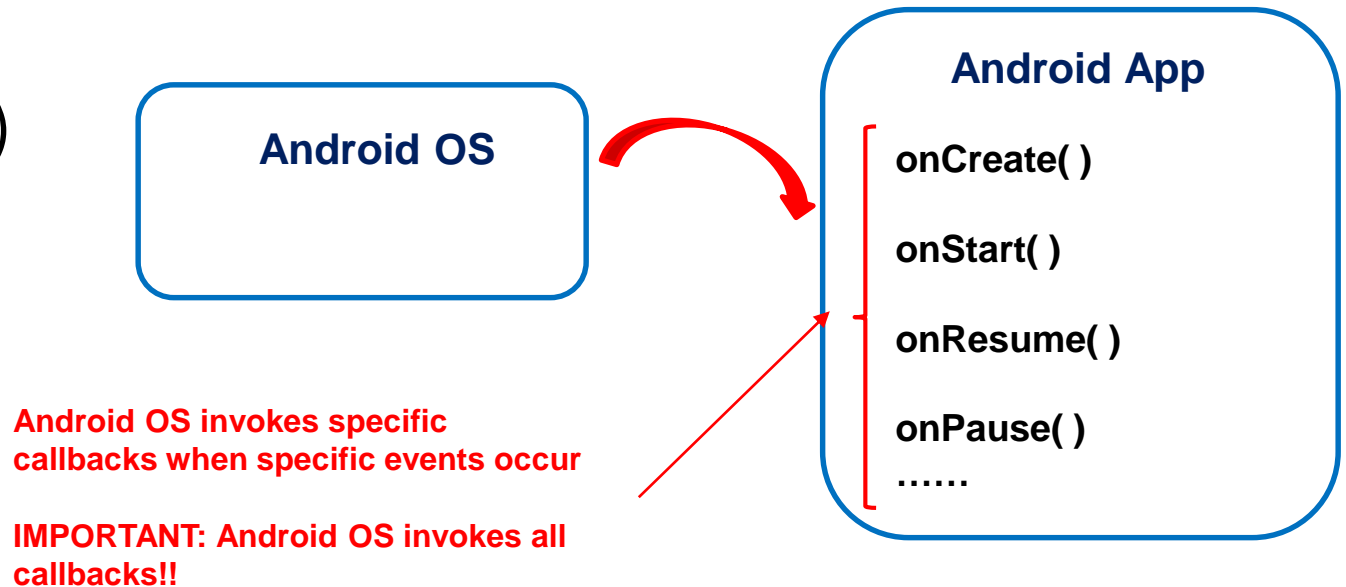 )
Android OS
Android App
onCreate( )
onStart( )
onResume( )
onPause( )
……
Android OS invokes specific
callbacks when specific events occur
IMPORTANT: Android OS invokes all
callbacks!!